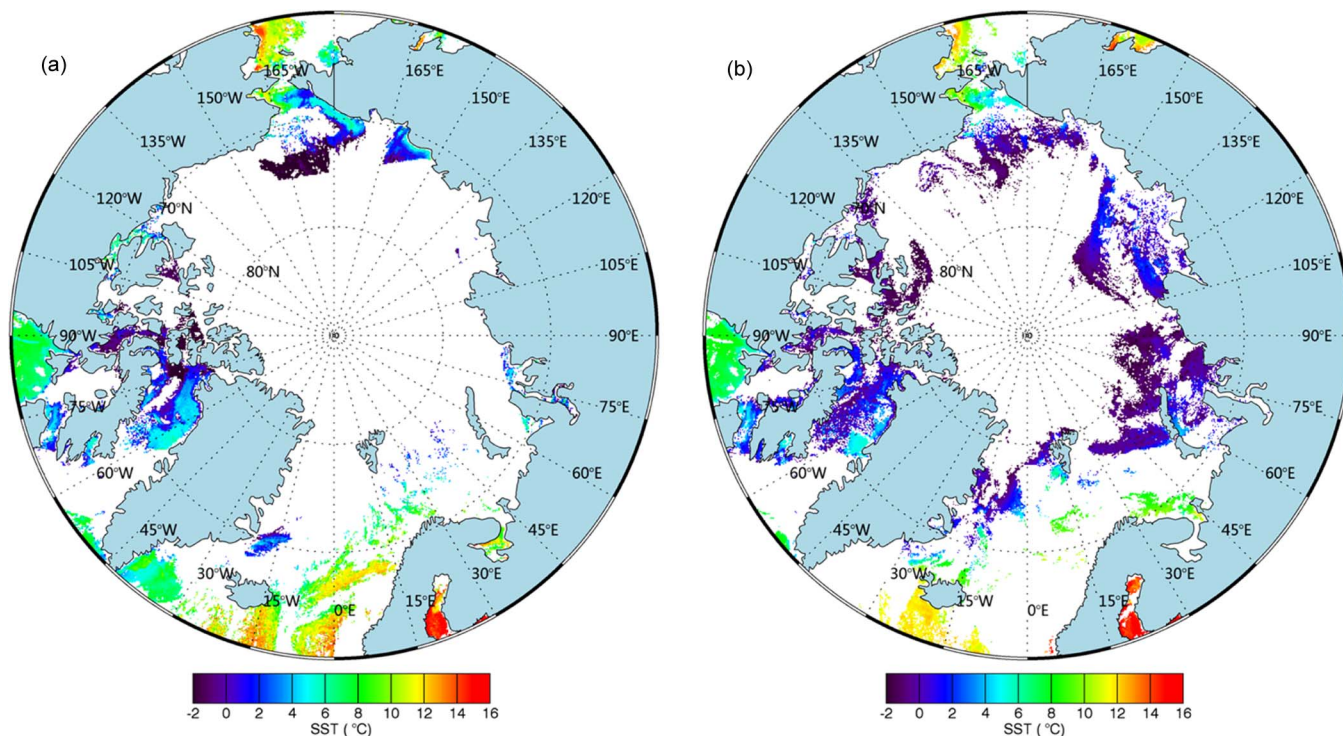 (a)
165°W
165°E
150°W
150°E
135°W
135°E
120°W
120°E
70°N
105°W
105°E
80°N
90°W
90°E
75°W
75°E
60°W
60°E
45°W
45°E
30°W
30°E
15°W
0°E
15°E
-2 0 2 4 6 8 10 12 14 16
SST ( °C)
(b)
165°W
165°E
150°W
150°E
135°W
135°E
120°W
120°E
70°N
105°W
105°E
80°N
90°W
90°E
75°W
75°E
60°W
60°E
45°W
45°E
30°W
30°E
15°W
0°E
15°E
-2 0 2 4 6 8 10 12 14 16
SST ( °C)